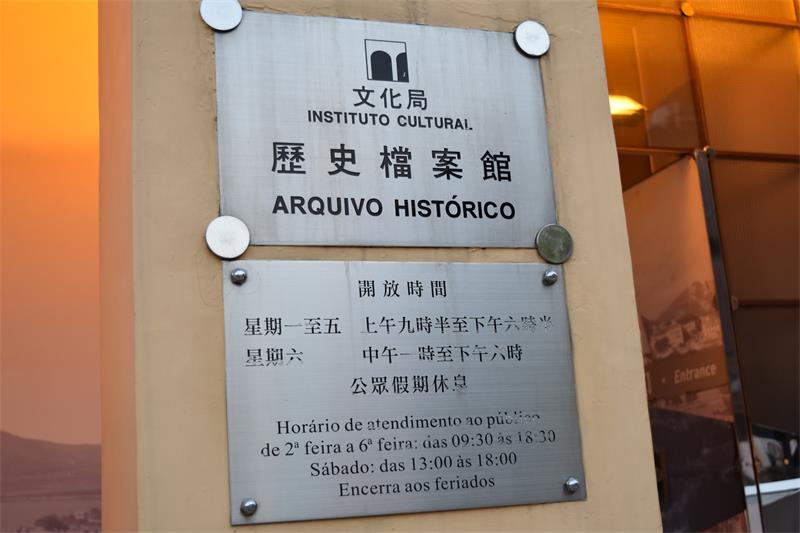 文化局
INSTITUTO CULTURAL
歷史檔案館
ARQUIVO HISTÓRICO
開放時間
星期一至五 上午九時半至下午六時半
星期六 中午一時至下午六時
公眾假期休息
Horário de atendimento ao público
de 2ª feira a 6ª feira: das 09:30 às 18:30
Sábado: das 13:00 às 18:00
Encerra aos feriados
· Entrance